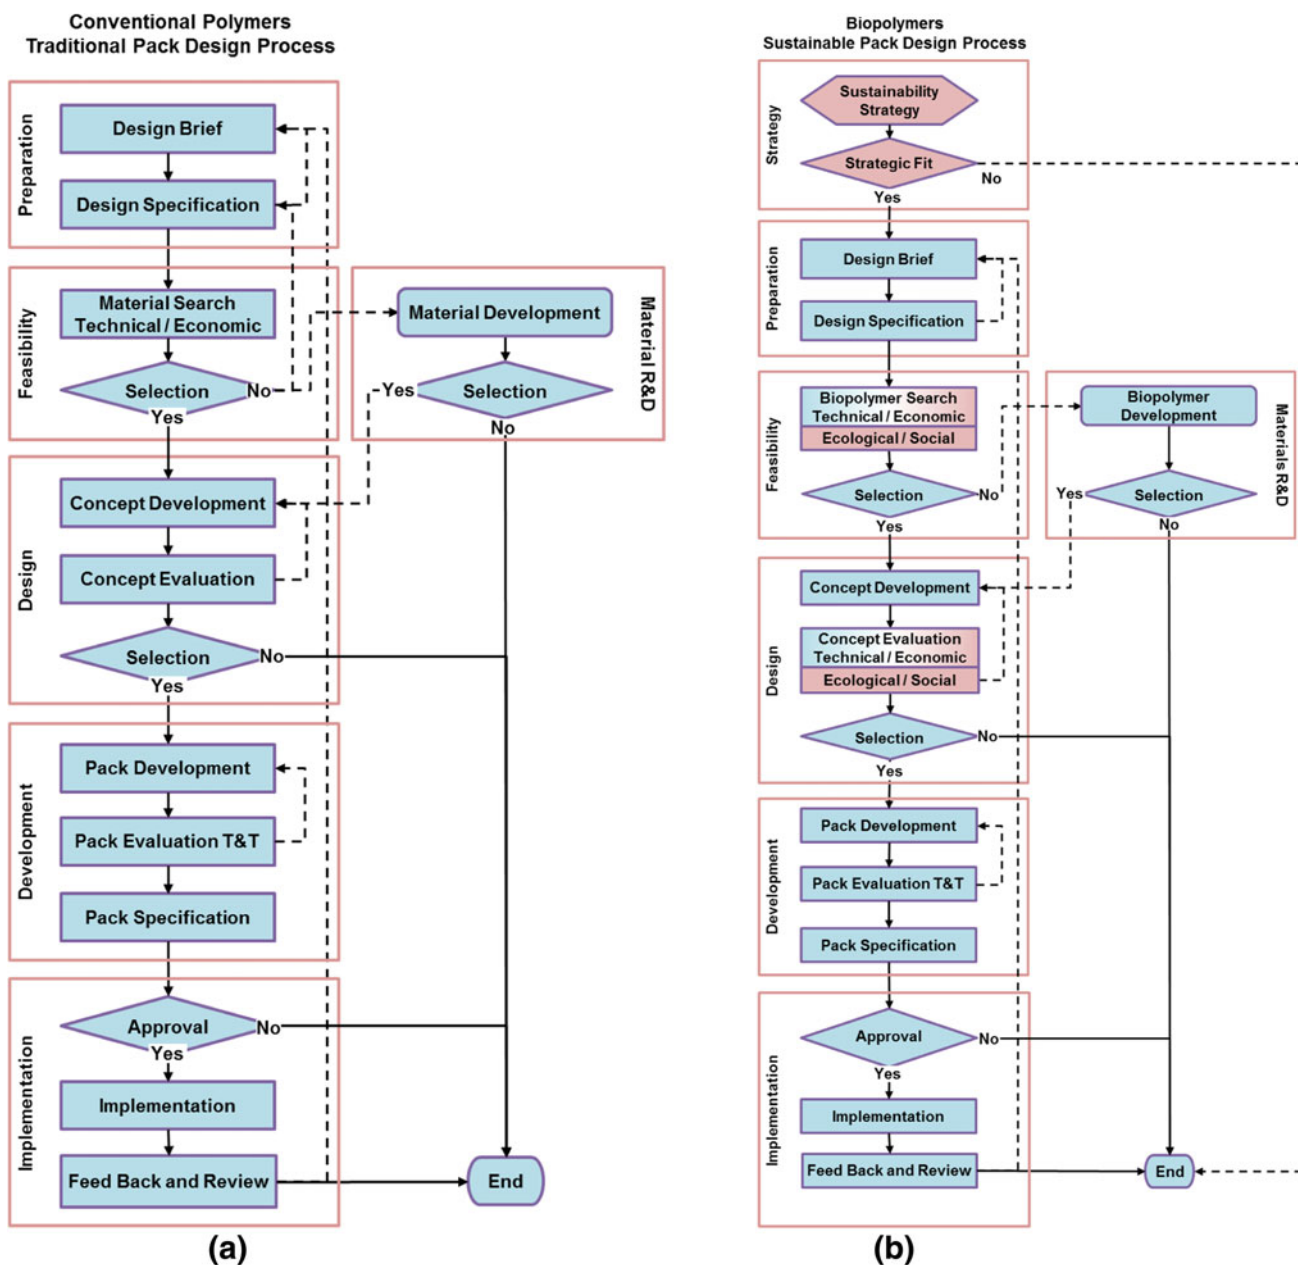 Conventional Polymers
Traditional Pack Design Process
Preparation
Design Brief
Design Specification
Feasibility
Material Search
Technical / Economic
Selection
No
Yes
Material R&D
Material Development
Selection
Yes
No
Design
Concept Development
Concept Evaluation
Selection
No
Yes
Development
Pack Development
Pack Evaluation T&T
Pack Specification
Implementation
Approval
No
Yes
Implementation
Feed Back and Review
End
(a)
Biopolymers
Sustainable Pack Design Process
Strategy
Sustainability
Strategy
Strategic Fit
No
Yes
Preparation
Design Brief
Design Specification
Feasibility
Biopolymer Search
Technical / Economic
Ecological / Social
Selection
No
Yes
Materials R&D
Biopolymer
Development
Selection
Yes
No
Design
Concept Development
Concept Evaluation
Technical / Economic
Ecological / Social
Selection
No
Yes
Development
Pack Development
Pack Evaluation T&T
Pack Specification
Implementation
Approval
No
Yes
Implementation
Feed Back and Review
End
(b)